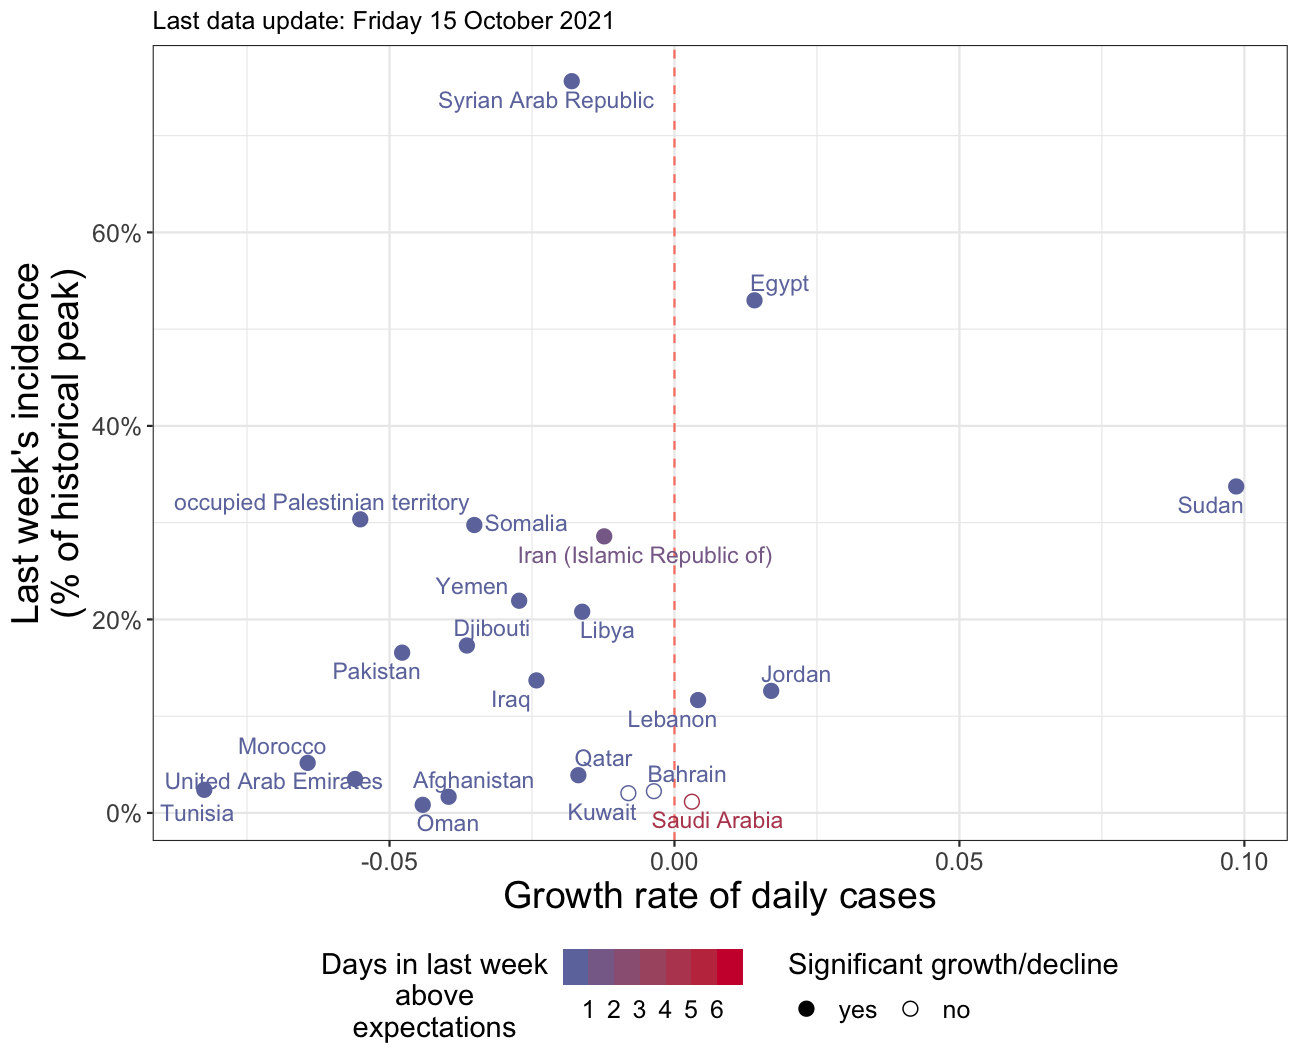 Last data update: Friday 15 October 2021
Last week's incidence
(% of historical peak)
60%
40%
20%
0%
Syrian Arab Republic
Egypt
Sudan
occupied Palestinian territory
Somalia
Iran (Islamic Republic of)
Yemen
Djibouti
Libya
Pakistan
Iraq
Jordan
Lebanon
Morocco
Qatar
Bahrain
United Arab Emirates
Afghanistan
Tunisia
Kuwait
Oman
Saudi Arabia
-0.05 0.00 0.05 0.10
Growth rate of daily cases
Days in last week
above
expectations
1 2 3 4 5 6
Significant growth/decline
yes no